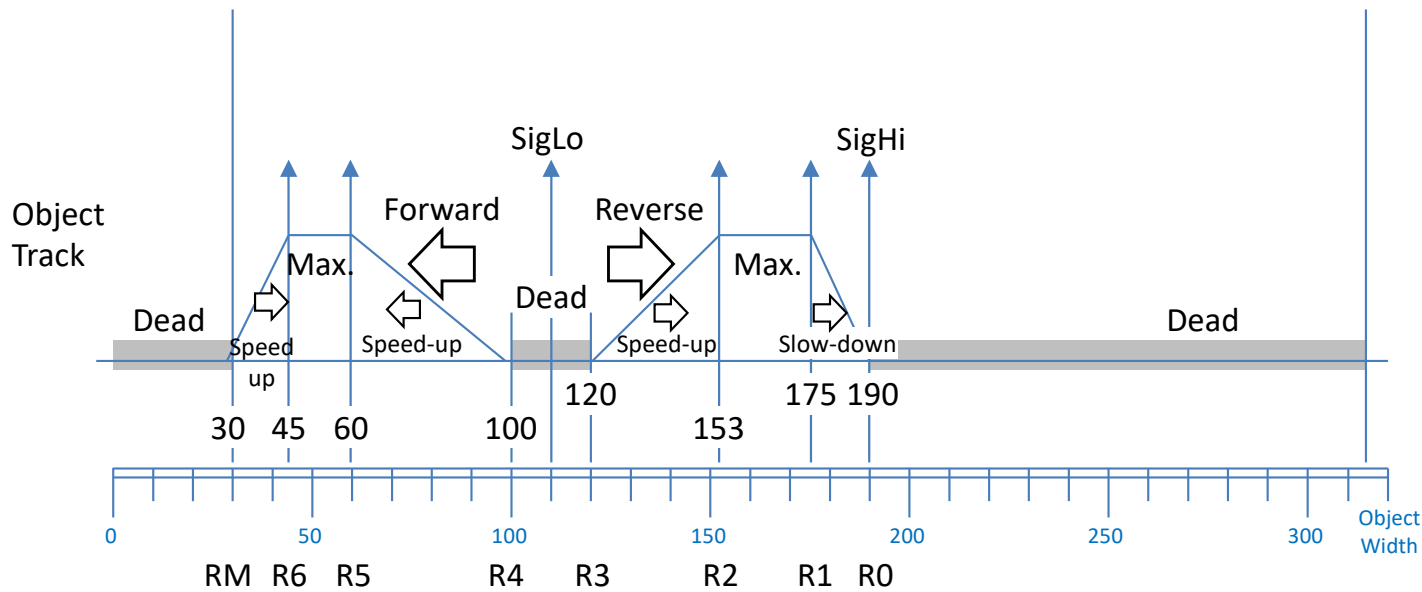 SigLo
SigHi
Object
Track
Forward
Reverse
Max.
Max.
Dead
Dead
Dead
Speed
up
Speed-up
Speed-up
Slow-down
30
45
60
100
120
153
175
190
0
50
100
150
200
250
300
Object
Width
RM
R6
R5
R4
R3
R2
R1
R0